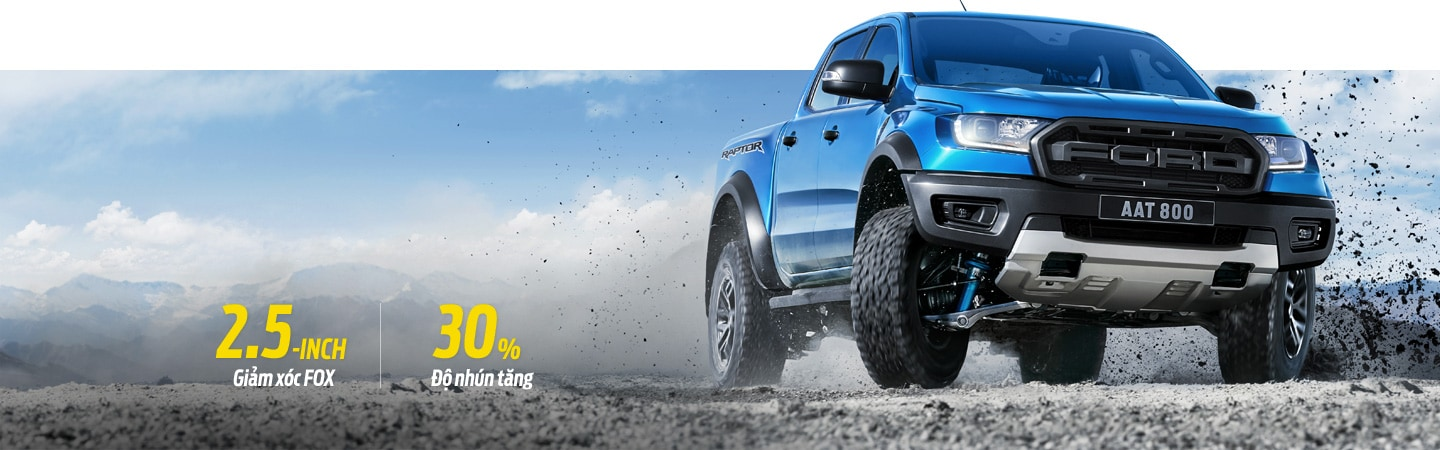 RAPTOR
FORD
AAT 800
2.5-INCH
Giảm xóc FOX
30%
Độ nhún tăng